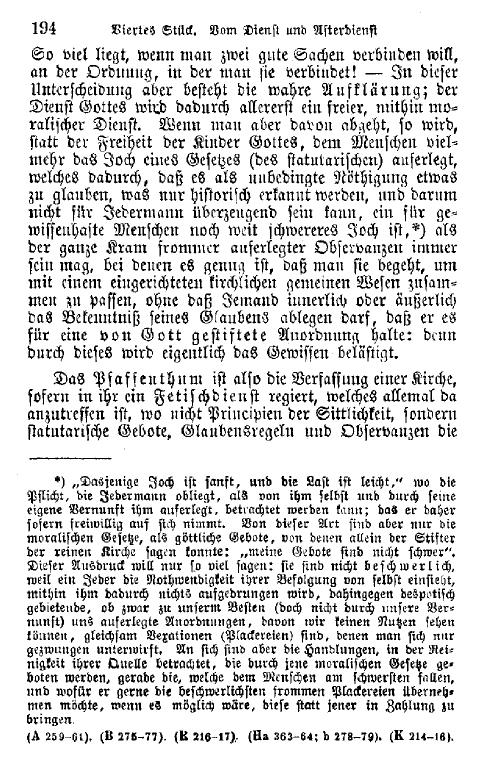 194 Viertes Stück. Vom Dienst und Afterdienst
So viel liegt, wenn man zwei gute Sachen verbinden will,
an der Ordnung, in der man sie verbindet! — In dieser
Unterscheidung aber besteht die wahre Aufklärung; der
Dienst Gottes wird dadurch allererst ein freier, mithin mo-
ralischer Dienst. Wenn man aber davon abgeht, so wird,
statt der Freiheit der Kinder Gottes, dem Menschen viel-
mehr das Joch eines Gesetzes (des statutarischen) auferlegt,
welches dadurch, daß es als unbedingte Nöthigung etwas
zu glauben, was nur historisch erkannt werden, und darum
nicht für Jedermann überzeugend sein kann, ein für ge-
wissenhafte Menschen noch weit schwereres Joch ist,*) als
der ganze Kram frommer auferlegter Observanzen immer
sein mag, bei denen es genug ist, daß man sie begeht, um
mit einem eingerichteten kirchlichen gemeinen Wesen zusam-
men zu passen, ohne daß Jemand innerlich oder äußerlich
das Bekenntniß seines Glaubens ablegen darf, daß er es
für eine von Gott gestiftete Anordnung halte: denn
durch dieses wird eigentlich das Gewissen belästigt.
Das Pfaffenthum ist also die Verfassung einer Kirche,
sofern in ihr ein Fetischdienst regiert, welches allemal da
anzutreffen ist, wo nicht Principien der Sittlichkeit, sondern
statutarische Gebote, Glaubensregeln und Observanzen die
*) „Dasjenige Joch ist sanft, und die Last ist leicht,“ wo die
Pflicht, die Jedermann obliegt, als von ihm selbst und durch seine
eigene Vernunft ihm auferlegt, betrachtet werden kann; das er daher
sofern freiwillig auf sich nimmt. Von dieser Art sind aber nur die
moralischen Gesetze, als göttliche Gebote, von denen allein der Stifter
der reinen Kirche sagen konnte: „meine Gebote sind nicht schwer“.
Dieser Ausdruck will nur so viel sagen: sie sind nicht beschwerlich,
weil ein Jeder die Nothwendigkeit ihrer Befolgung von selbst einsieht,
mithin ihm dadurch nichts aufgedrungen wird, dahingegen despotisch
gebietende, ob zwar zu unserm Besten (doch nicht durch unsere Ver-
nunft) uns auferlegte Anordnungen, davon wir keinen Nutzen sehen
können, gleichsam Vexationen (Plackereien) sind, denen man sich nur
gezwungen unterwirft. An sich sind aber die Handlungen, in der Rei-
nigkeit ihrer Quelle betrachtet, die durch jene moralischen Gesetze ge-
boten werden, gerade die, welche dem Menschen am schwersten fallen,
und wofür er gerne die beschwerlichsten frommen Plackereien überneh-
men möchte, wenn es möglich wäre, diese statt jener in Zahlung zu
bringen.
(A 259-61). (B 275-77). (R 216-17). (Ha 363-64; b 278-79). (K 214-16).